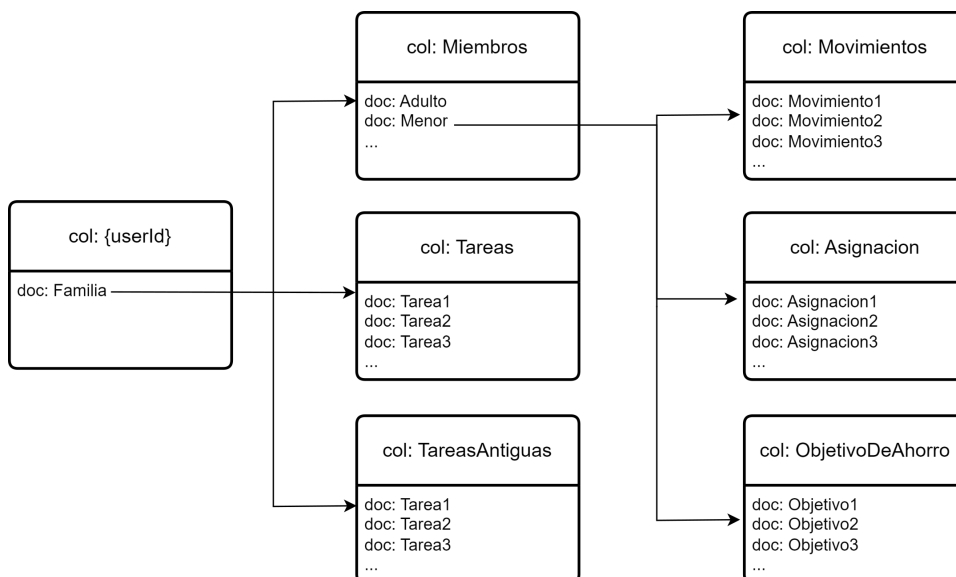 col: {userId}
doc: Familia
col: Miembros
doc: Adulto
doc: Menor
...
col: Tareas
doc: Tarea1
doc: Tarea2
doc: Tarea3
...
col: TareasAntiguas
doc: Tarea1
doc: Tarea2
doc: Tarea3
...
col: Movimientos
doc: Movimiento1
doc: Movimiento2
doc: Movimiento3
...
col: Asignacion
doc: Asignacion1
doc: Asignacion2
doc: Asignacion3
...
col: ObjetivoDeAhorro
doc: Objetivo1
doc: Objetivo2
doc: Objetivo3
...